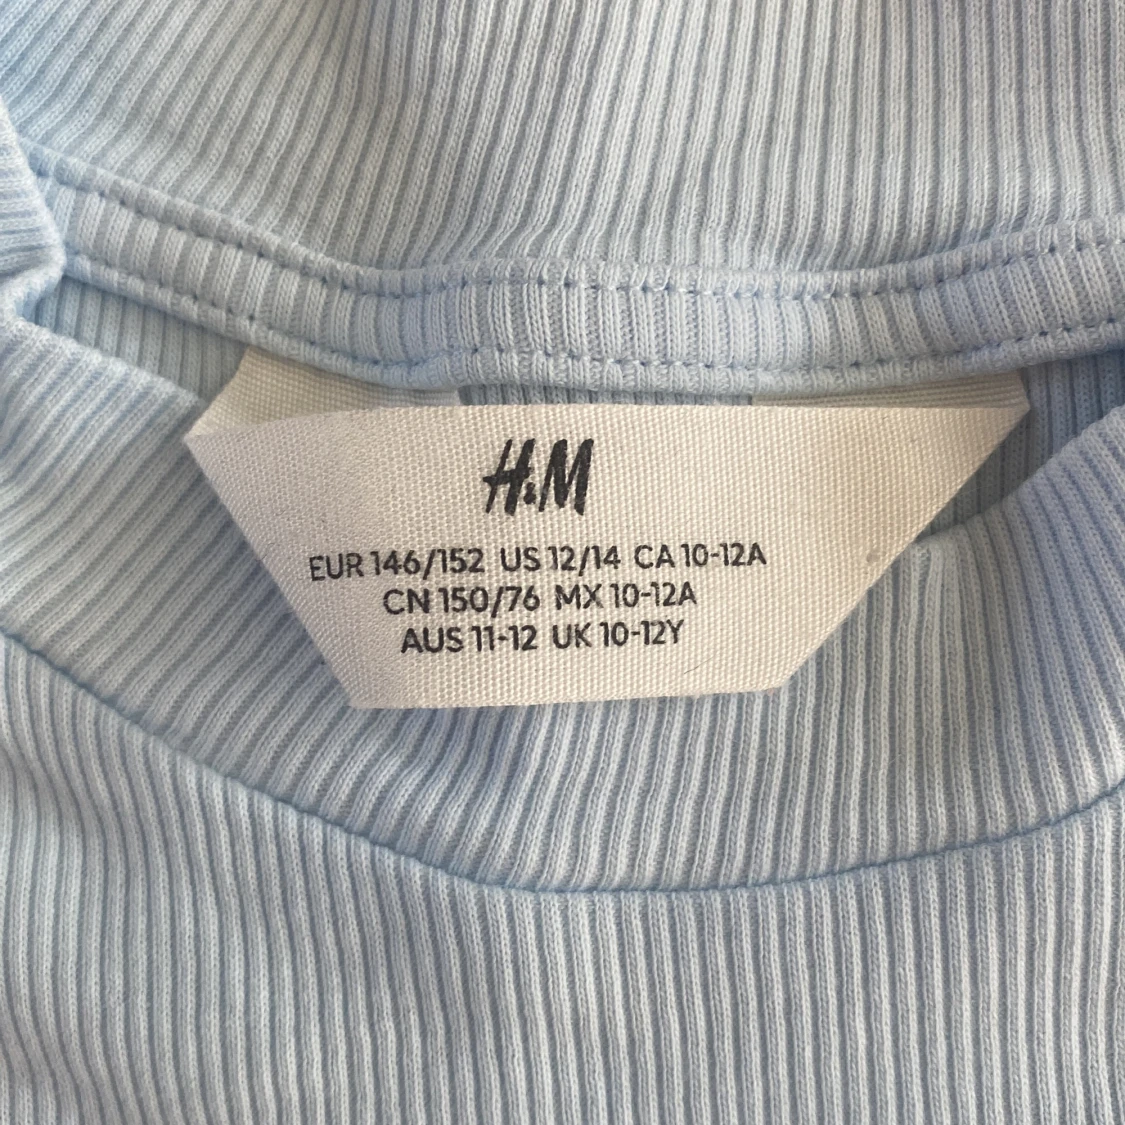 H&M
EUR 146/152 US 12/14 CA 10-12A
CN 150/76 MX 10-12A
AUS 11-12 UK 10-12Y